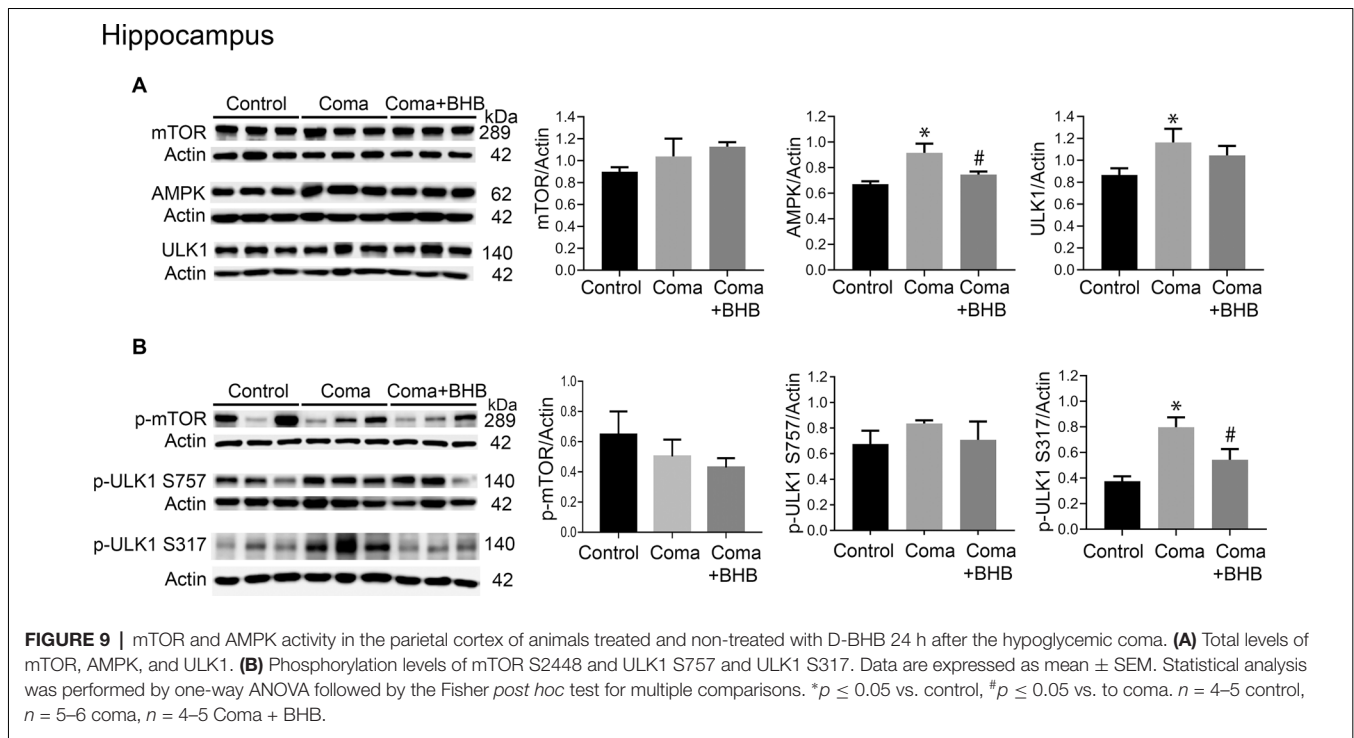 Hippocampus
A
Control Coma Coma+BHB
kDa
mTOR 289
Actin 42
AMPK 62
Actin 42
ULK1 140
Actin 42
mTOR/Actin
1.4
1.2
1.0
0.8
0.6
0.4
0.2
0.0
Control Coma Coma
+BHB
AMPK/Actin
1.2
1.0
0.8
0.6
0.4
0.2
0.0
*
#
Control Coma Coma
+BHB
ULK1/Actin
1.4
1.2
1.0
0.8
0.6
0.4
0.2
0.0
*
Control Coma Coma
+BHB
B
Control Coma Coma+BHB
kDa
p-mTOR 289
Actin 42
p-ULK1 S757 140
Actin 42
p-ULK1 S317 140
Actin 42
p-mTOR/Actin
1.0
0.8
0.6
0.4
0.2
0.0
Control Coma Coma
+BHB
p-ULK1 S757/Actin
1.2
1.0
0.8
0.6
0.4
0.2
0.0
Control Coma Coma
+BHB
p-ULK1 S317/Actin
1.2
1.0
0.8
0.6
0.4
0.2
0.0
*
#
Control Coma Coma
+BHB
FIGURE 9 | mTOR and AMPK activity in the parietal cortex of animals treated and non-treated with D-BHB 24 h after the hypoglycemic coma. (A) Total levels of
mTOR, AMPK, and ULK1. (B) Phosphorylation levels of mTOR S2448 and ULK1 S757 and ULK1 S317. Data are expressed as mean ± SEM. Statistical analysis
was performed by one-way ANOVA followed by the Fisher post hoc test for multiple comparisons. *p ≤ 0.05 vs. control, #p ≤ 0.05 vs. to coma. n = 4–5 control,
n = 5–6 coma, n = 4–5 Coma + BHB.